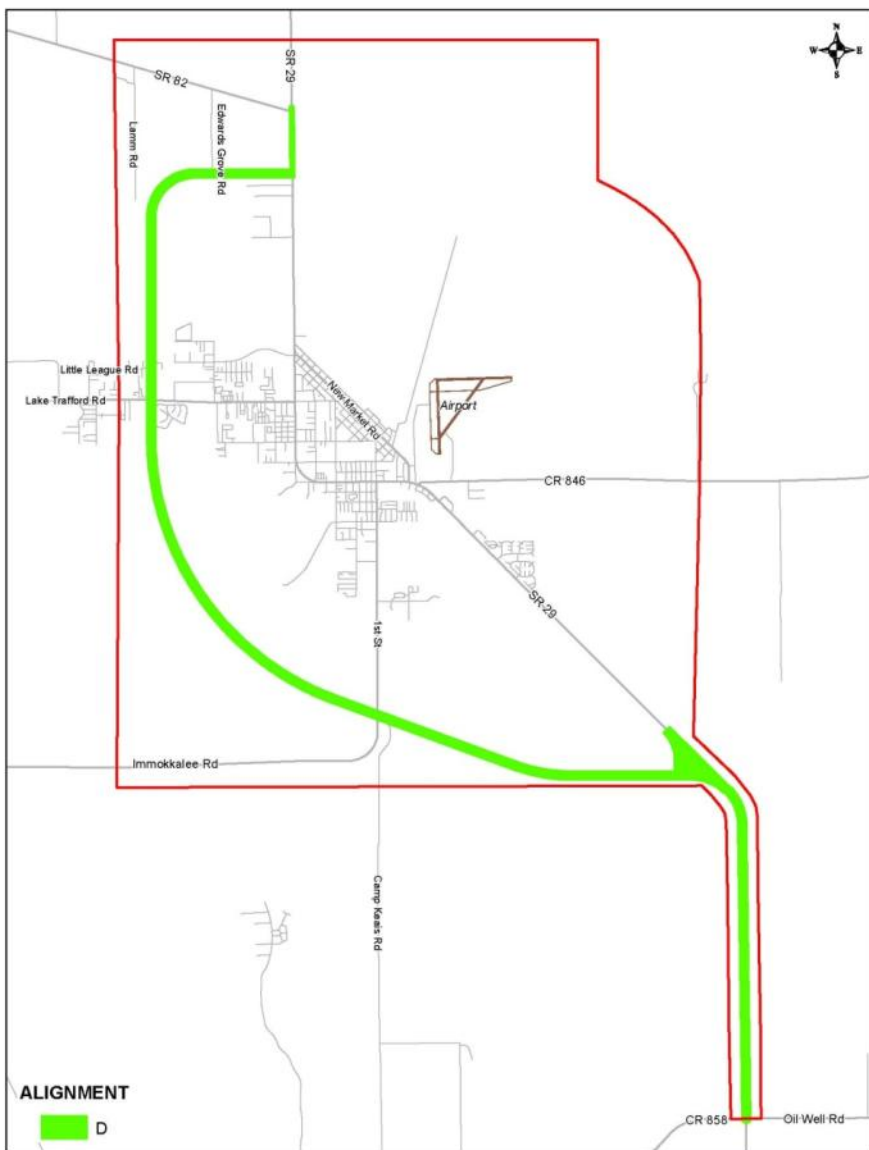 N
W E
S
SR 29
SR 82
Lamm Rd
Edwards Grove Rd
Little League Rd
Lake Trafford Rd
New Market Rd
Airport
CR 846
SR 29
1st St
Immokkalee Rd
Camp Keais Rd
CR 858
Oil Well Rd
ALIGNMENT
D